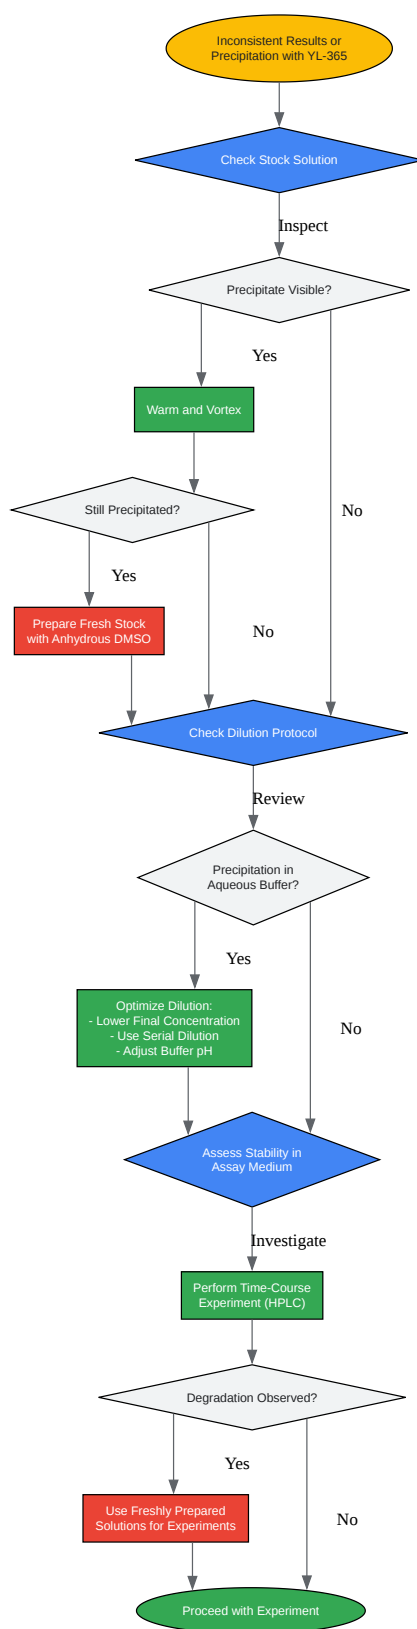 Inconsistent Results or
Precipitation with YL-365
Check Stock Solution
Inspect
Precipitate Visible?
Yes
Warm and Vortex
Still Precipitated?
No
Yes
Prepare Fresh Stock
with Anhydrous DMSO
No
Check Dilution Protocol
Review
Precipitation in
Aqueous Buffer?
Yes
Optimize Dilution:
- Lower Final Concentration
- Use Serial Dilution
- Adjust Buffer pH
No
Assess Stability in
Assay Medium
Investigate
Perform Time-Course
Experiment (HPLC)
Degradation Observed?
Yes
Use Freshly Prepared
Solutions for Experiments
No
Proceed with Experiment